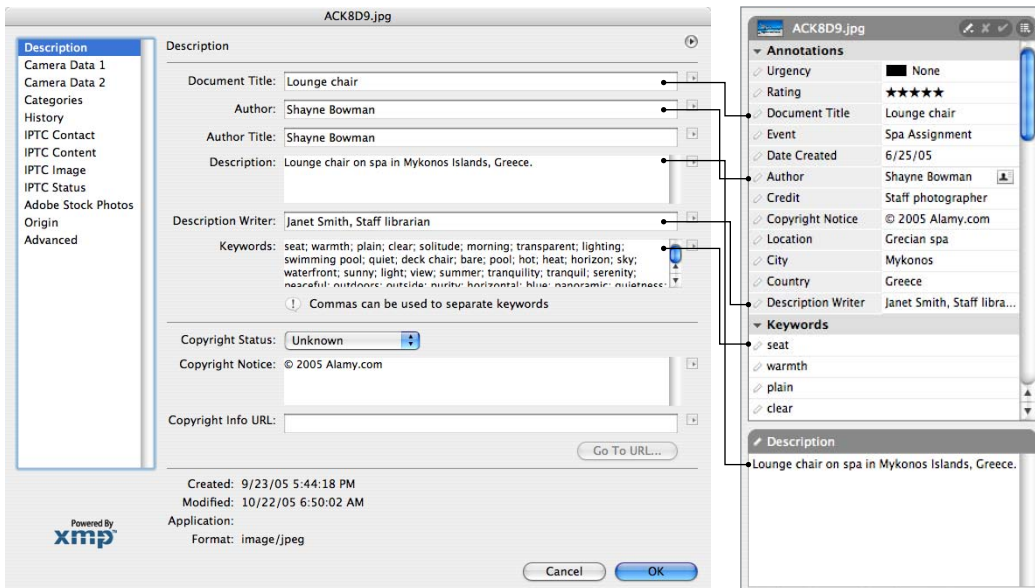 ACK8D9.jpg
Description
Camera Data 1
Camera Data 2
Categories
History
IPTC Contact
IPTC Content
IPTC Image
IPTC Status
Adobe Stock Photos
Origin
Advanced
Powered By
xmp™
Description
Document Title: Lounge chair
Author: Shayne Bowman
Author Title: Shayne Bowman
Description: Lounge chair on spa in Mykonos Islands, Greece.
Description Writer: Janet Smith, Staff librarian
Keywords: seat; warmth; plain; clear; solitude; morning; transparent; lighting;
swimming pool; quiet; deck chair; bare; pool; hot; heat; horizon; sky;
waterfront; sunny; light; view; summer; tranquility; tranquil; serenity;
peaceful; outdoors; outside; purity; horizontal; blue; panoramic; quietness;
! Commas can be used to separate keywords
Copyright Status: Unknown
Copyright Notice: © 2005 Alamy.com
Copyright Info URL:
Go To URL...
Created: 9/23/05 5:44:18 PM
Modified: 10/22/05 6:50:02 AM
Application:
Format: image/jpeg
Cancel OK
ACK8D9.jpg
Annotations
Urgency None
Rating ★★★★★
Document Title Lounge chair
Event Spa Assignment
Date Created 6/25/05
Author Shayne Bowman
Credit Staff photographer
Copyright Notice © 2005 Alamy.com
Location Grecian spa
City Mykonos
Country Greece
Description Writer Janet Smith, Staff libra...
Keywords
seat
warmth
plain
clear
Description
Lounge chair on spa in Mykonos Islands, Greece.